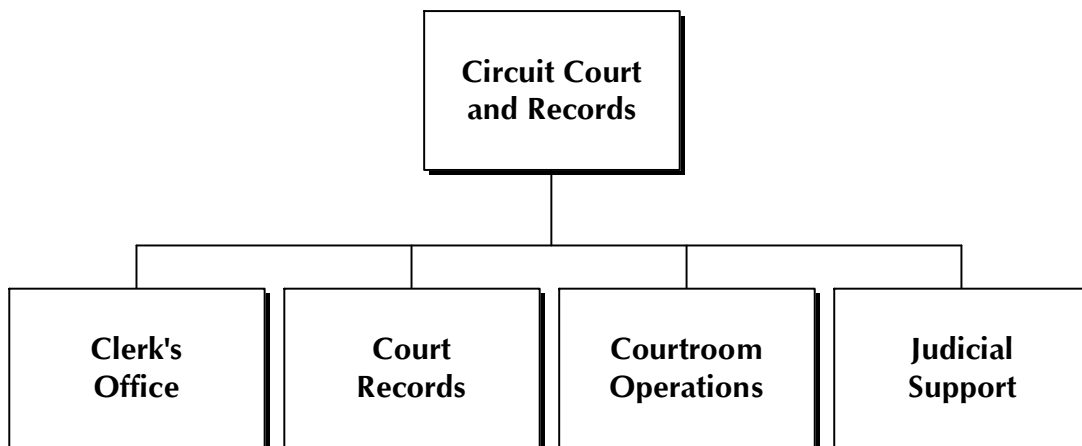 Circuit Court
and Records
Clerk's
Office
Court
Records
Courtroom
Operations
Judicial
Support